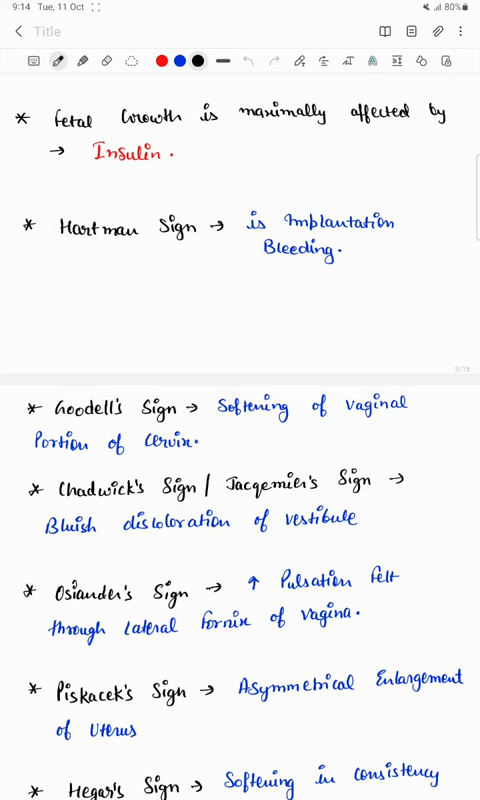 9:14 Tue, 11 Oct
80%
Title
* Fetal Growth is maximally affected by
→ Insulin.
* Hartman Sign → is Implantation
Bleeding.
3/18
* Goodell's Sign → Softening of vaginal
Portion of Cervix.
* Chadwick's Sign / Jacqemier's Sign →
Bluish discloration of vestibule
* Osiander's Sign → ↑ Pulsation felt
through Lateral fornix of vagina.
* Piskacek's Sign → Asymmetrical Enlargement
of Uterus
* Hegar's Sign → Softening in consistency